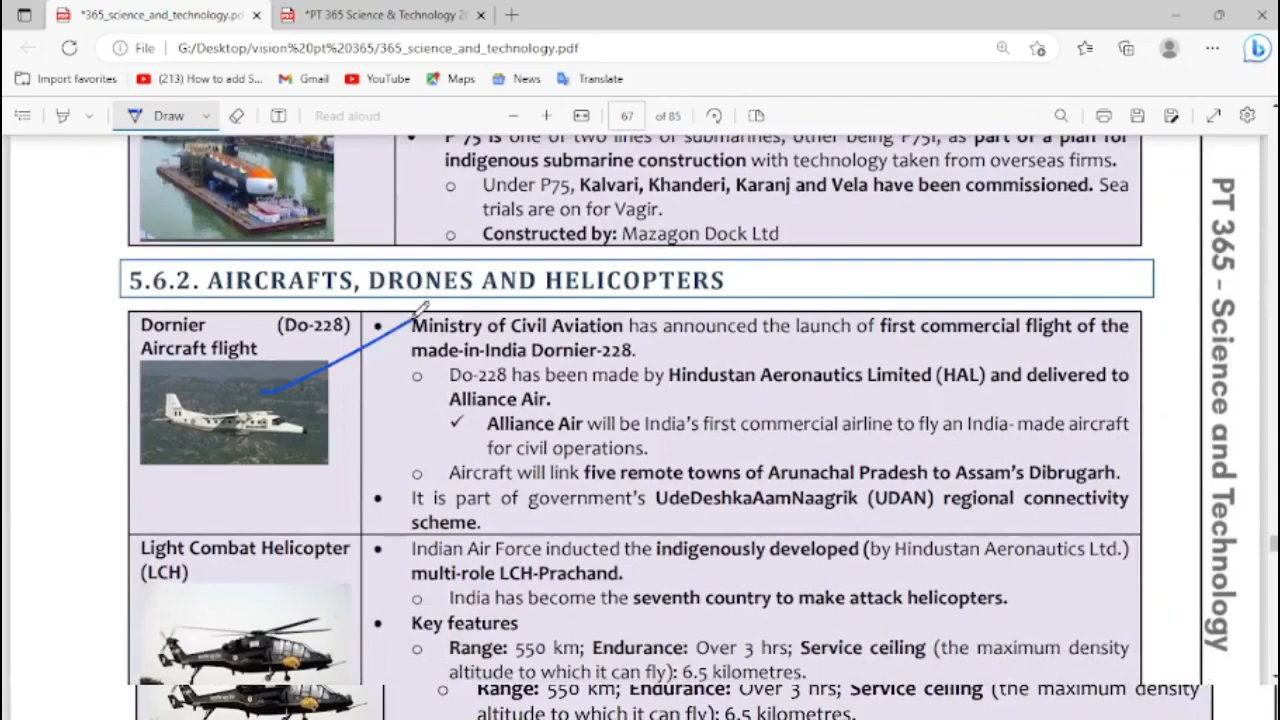 *365_science_and_technology.pd
*PT 365 Science & Technology 2
File
G:/Desktop/vision%20pt%20365/365_science_and_technology.pdf
Import favorites
(213) How to add S...
Gmail
YouTube
Maps
News
Translate
Draw
Read aloud
67
of 85
P 75 is one of two lines of submarines, other being P75I, as part of a plan for
indigenous submarine construction with technology taken from overseas firms.
Under P75, Kalvari, Khanderi, Karanj and Vela have been commissioned. Sea
trials are on for Vagir.
Constructed by: Mazagon Dock Ltd
5.6.2. AIRCRAFTS, DRONES AND HELICOPTERS
Dornier (Do-228)
Aircraft flight
Ministry of Civil Aviation has announced the launch of first commercial flight of the
made-in-India Dornier-228.
Do-228 has been made by Hindustan Aeronautics Limited (HAL) and delivered to
Alliance Air.
Alliance Air will be India's first commercial airline to fly an India- made aircraft
for civil operations.
Aircraft will link five remote towns of Arunachal Pradesh to Assam's Dibrugarh.
It is part of government's UdeDeshkaAamNaagrik (UDAN) regional connectivity
scheme.
Light Combat Helicopter
(LCH)
Indian Air Force inducted the indigenously developed (by Hindustan Aeronautics Ltd.)
multi-role LCH-Prachand.
India has become the seventh country to make attack helicopters.
Key features
Range: 550 km; Endurance: Over 3 hrs; Service ceiling (the maximum density
altitude to which it can fly): 6.5 kilometres.
Range: 550 km; Endurance: Over 3 hrs; Service ceiling (the maximum density
altitude to which it can fly): 6.5 kilometres.
PT 365 - Science and Technology